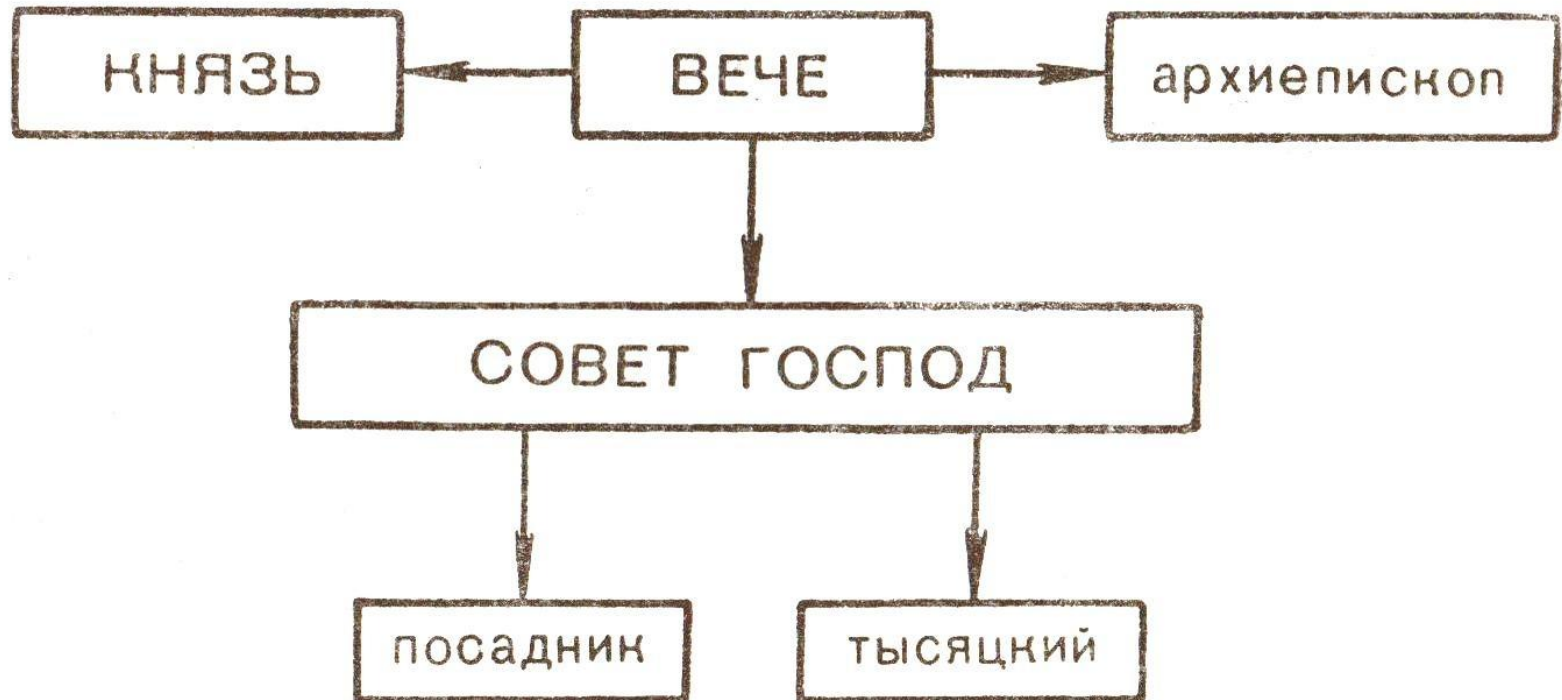 КНЯЗЬ
ВЕЧЕ
архиепископ
СОВЕТ ГОСПОД
посадник
тысяцкий